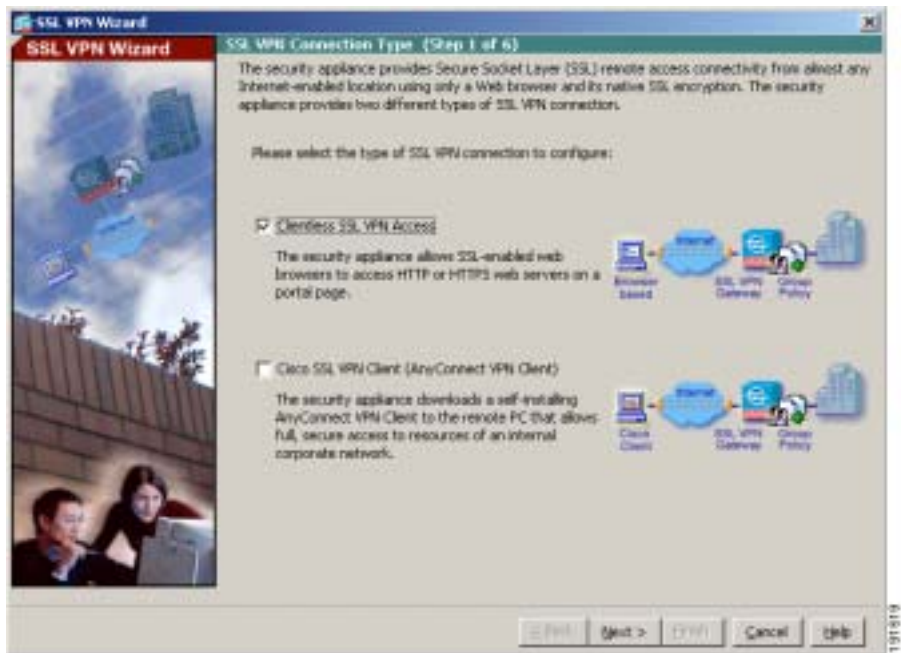 SSL VPN Wizard
SSL VPN Wizard
SSL VPN Connection Type (Step 1 of 6)
The security appliance provides Secure Socket Layer (SSL) remote access connectivity from almost any
Internet-enabled location using only a Web browser and its native SSL encryption. The security
appliance provides two different types of SSL VPN connection.
Please select the type of SSL VPN connection to configure:
Clientless SSL VPN Access
The security appliance allows SSL-enabled web
browsers to access HTTP or HTTPS web servers on a
portal page.
Internet
Browser
based
SSL VPN
Gateway
Group
Policy
Cisco SSL VPN Client (AnyConnect VPN Client)
The security appliance downloads a self-installing
AnyConnect VPN Client to the remote PC that allows
full, secure access to resources of an internal
corporate network.
Internet
Cisco
Client
SSL VPN
Gateway
Group
Policy
< Back
Next >
Finish
Cancel
Help
191819